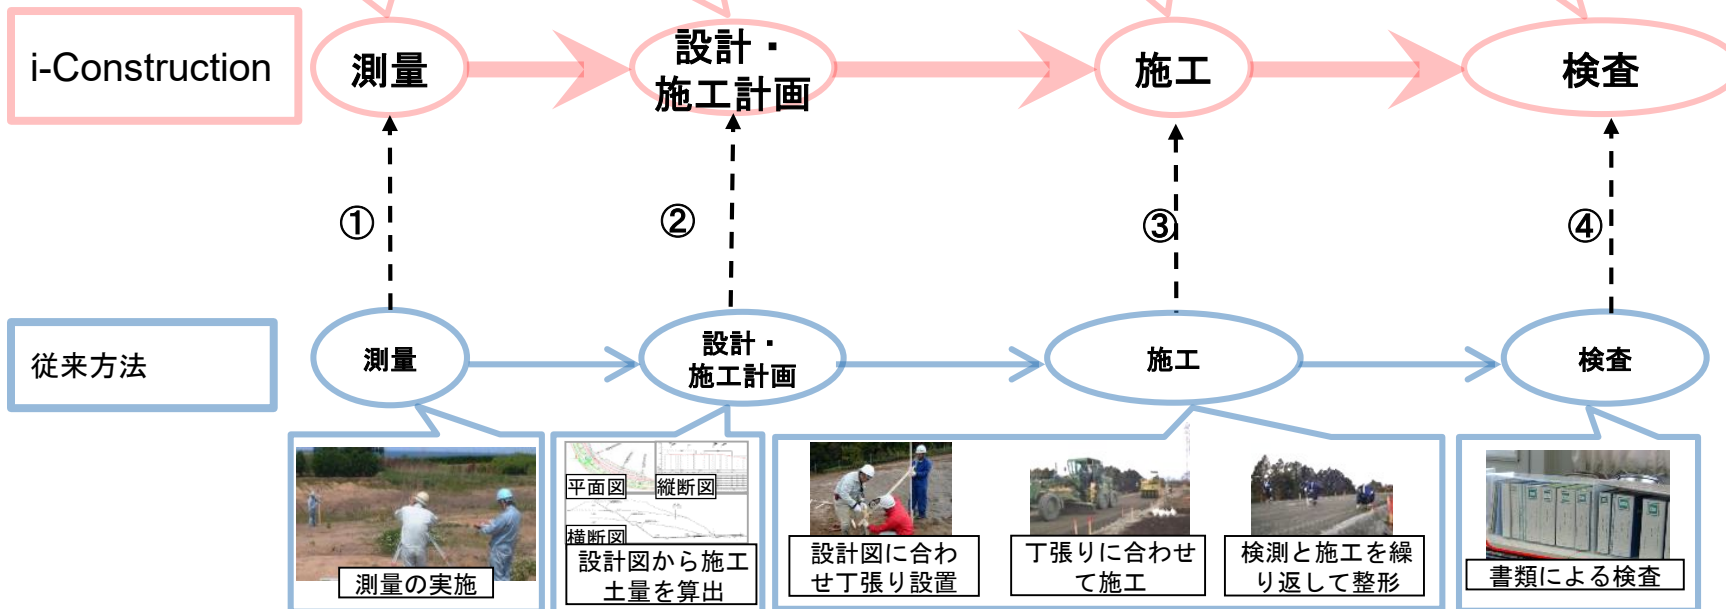 i-Construction
測量
設計・
施工計画
施工
検査
①
②
③
④
従来方法
測量
設計・
施工計画
施工
検査
測量の実施
平面図
縦断図
横断図
設計図から施工
土量を算出
設計図に合わ
せ丁張り設置
丁張りに合わせ
て施工
検測と施工を繰
り返して整形
書類による検査